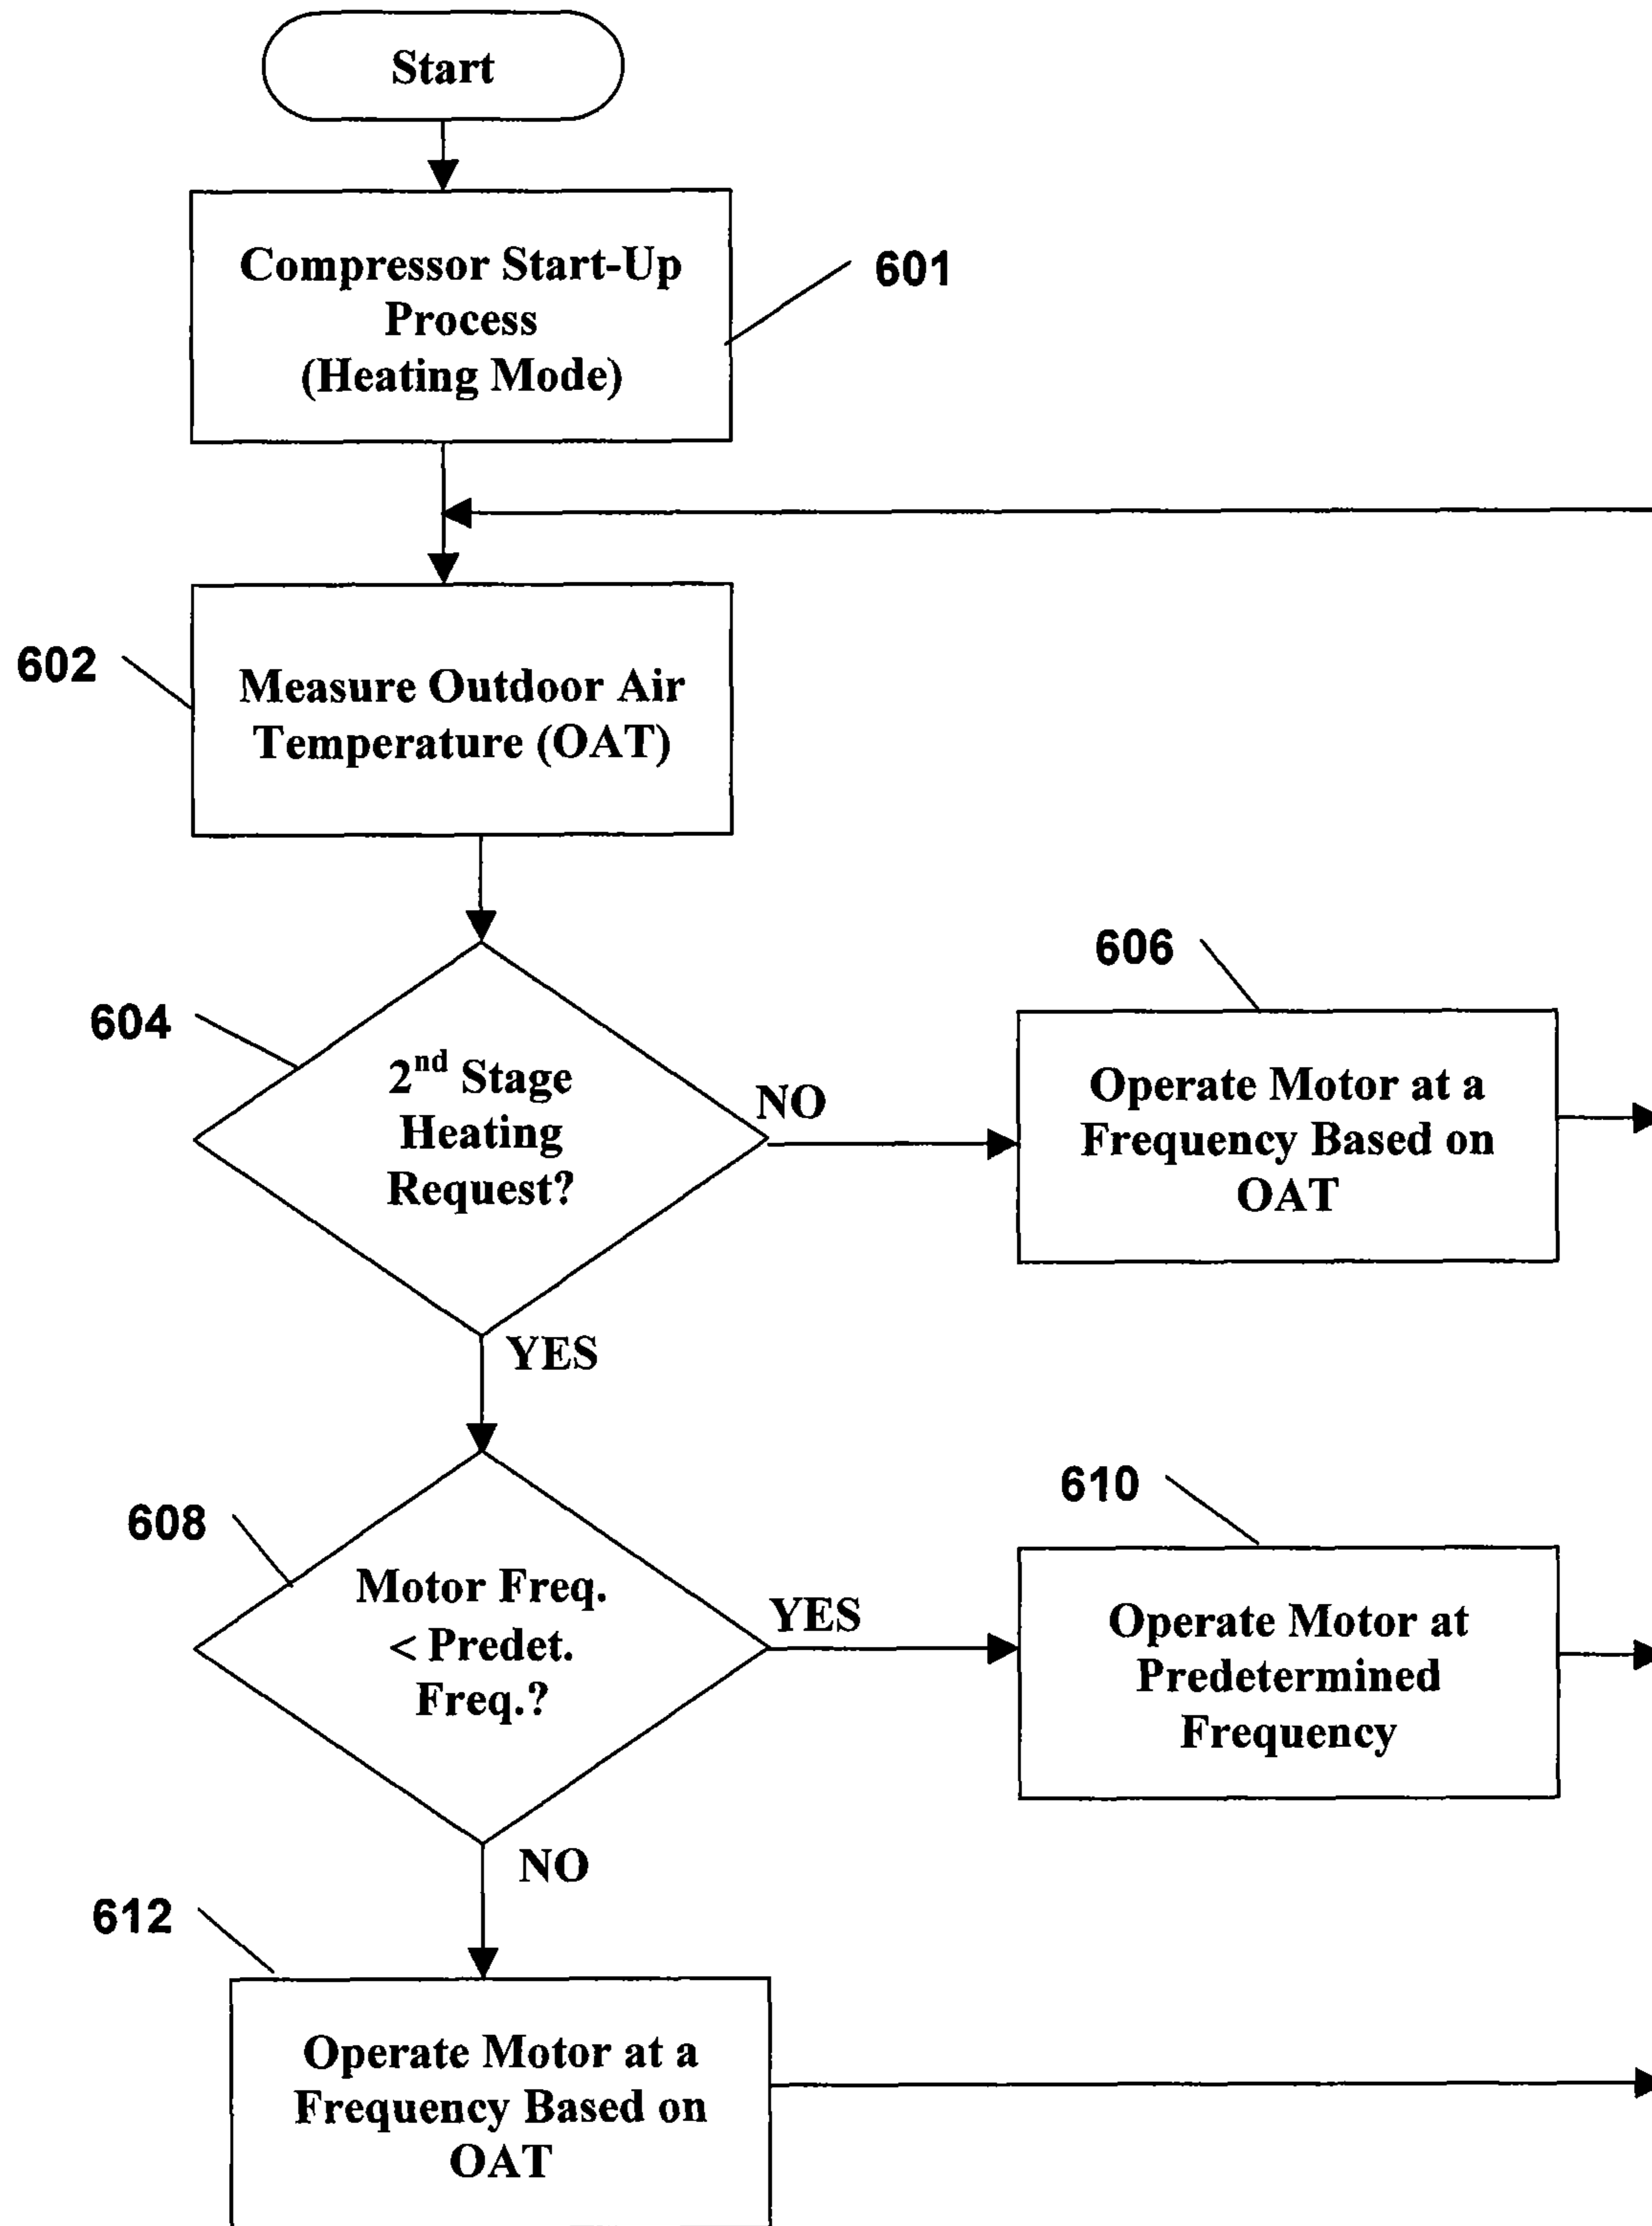 Start
Compressor Start-Up
Process
(Heating Mode)
601
602
Measure Outdoor Air
Temperature (OAT)
604
2nd Stage
Heating
Request?
NO
606
Operate Motor at a
Frequency Based on
OAT
YES
608
Motor Freq.
< Predet.
Freq.?
YES
610
Operate Motor at
Predetermined
Frequency
NO
612
Operate Motor at a
Frequency Based on
OAT